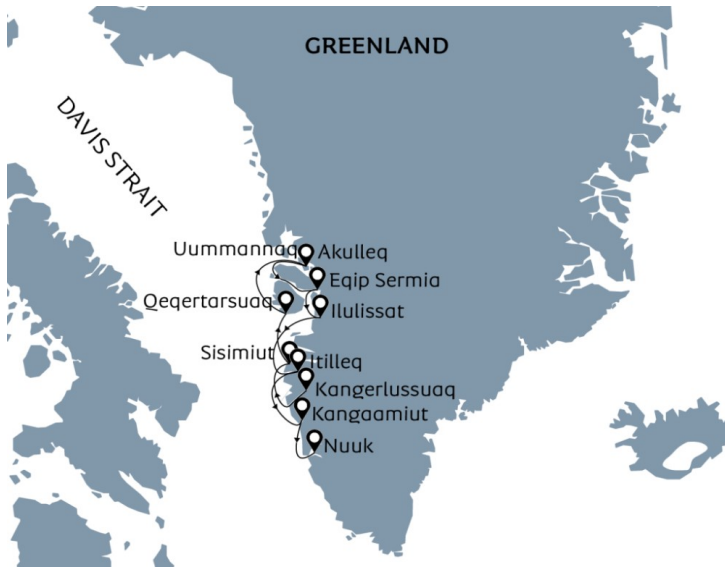 GREENLAND
DAVIS STRAIT
Uummannaq
Akulleq
Eqip Sermia
Qeqertarsuaq
Ilulissat
Sisimiut
Itilleq
Kangerlussuaq
Kangaamiut
Nuuk